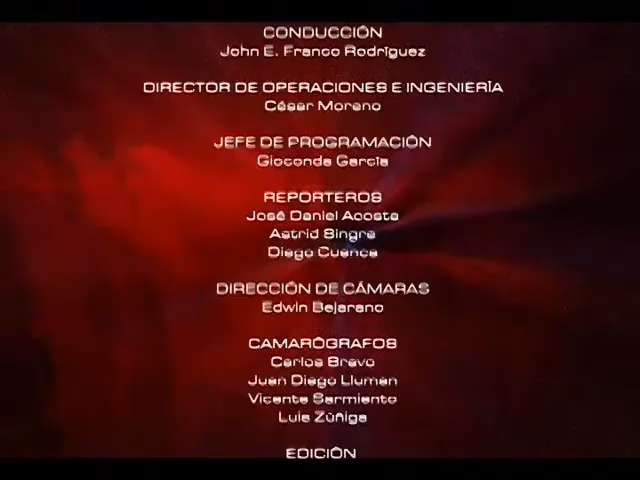 CONDUCCIÓN
John E. Franco Rodríguez
DIRECTOR DE OPERACIONES E INGENIERÍA
César Moreno
JEFE DE PROGRAMACIÓN
Gioconda García
REPORTEROS
José Daniel Acosta
Astrid Singre
Diego Cuenca
DIRECCIÓN DE CÁMARAS
Edwin Bejarano
CAMARÓGRAFOS
Carlos Bravo
Juan Diego Lluman
Vicente Sarmiento
Luis Zúñiga
EDICIÓN